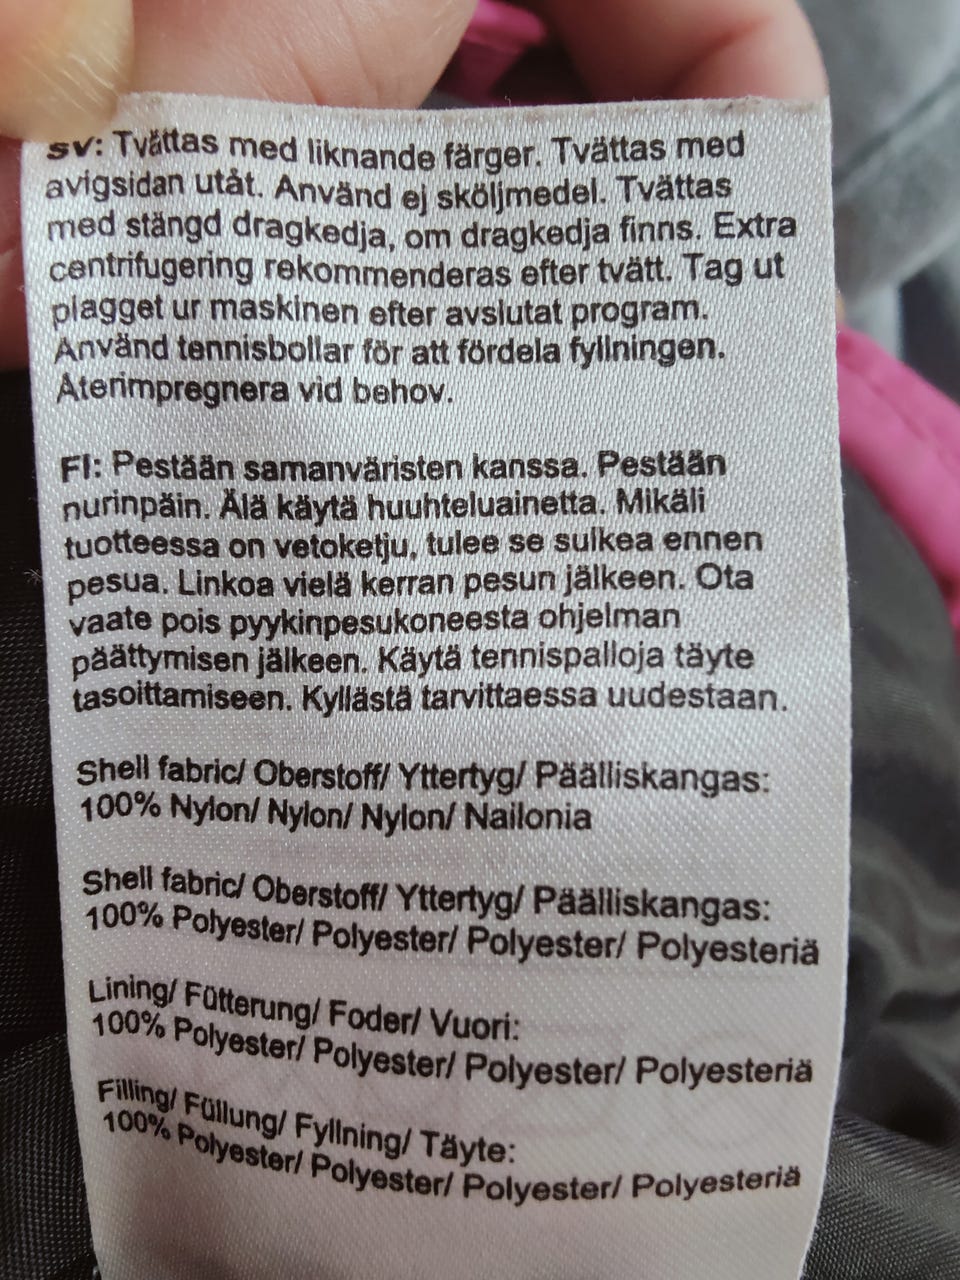 SV: Tvättas med liknande färger. Tvättas med
avigsidan utåt. Använd ej sköljmedel. Tvättas
med stängd dragkedja, om dragkedja finns. Extra
centrifugering rekommenderas efter tvätt. Tag ut
plagget ur maskinen efter avslutat program.
Använd tennisbollar för att fördela fyllningen.
Återimpregnera vid behov.
FI: Pestään samanväristen kanssa. Pestään
nurinpäin. Älä käytä huuhteluainetta. Mikäli
tuotteessa on vetoketju, tulee se sulkea ennen
pesua. Linkoa vielä kerran pesun jälkeen. Ota
vaate pois pyykinpesukoneesta ohjelman
päättymisen jälkeen. Käytä tennispalloja täyte
tasoittamiseen. Kyllästä tarvittaessa uudestaan.
Shell fabric/ Oberstoff/ Yttertyg/ Päälliskangas:
100% Nylon/ Nylon/ Nylon/ Nailonia
Shell fabric/ Oberstoff/ Yttertyg/ Päälliskangas:
100% Polyester/ Polyester/ Polyester/ Polyesteriä
Lining/ Fütterung/ Foder/ Vuori:
100% Polyester/ Polyester/ Polyester/ Polyesteriä
Filling/ Füllung/ Fyllning/ Täyte:
100% Polyester/ Polyester/ Polyester/ Polyesteriä